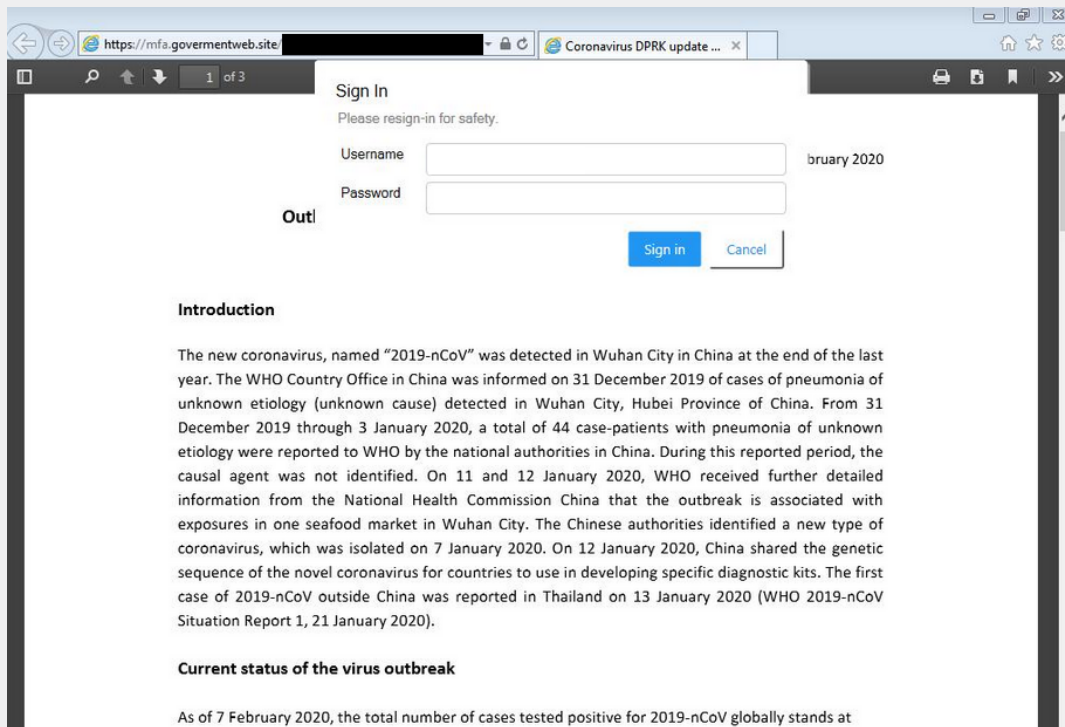 https://mfa.govermentweb.site/
Coronavirus DPRK update ...
1 of 3
Sign In
Please resign-in for safety.
Username
Password
Sign in Cancel
2020
Introduction
The new coronavirus, named “2019-nCoV” was detected in Wuhan City in China at the end of the last
year. The WHO Country Office in China was informed on 31 December 2019 of cases of pneumonia of
unknown etiology (unknown cause) detected in Wuhan City, Hubei Province of China. From 31
December 2019 through 3 January 2020, a total of 44 case-patients with pneumonia of unknown
etiology were reported to WHO by the national authorities in China. During this reported period, the
causal agent was not identified. On 11 and 12 January 2020, WHO received further detailed
information from the National Health Commission China that the outbreak is associated with
exposures in one seafood market in Wuhan City. The Chinese authorities identified a new type of
coronavirus, which was isolated on 7 January 2020. On 12 January 2020, China shared the genetic
sequence of the novel coronavirus for countries to use in developing specific diagnostic kits. The first
case of 2019-nCoV outside China was reported in Thailand on 13 January 2020 (WHO 2019-nCoV
Situation Report 1, 21 January 2020).
Current status of the virus outbreak
As of 7 February 2020, the total number of cases tested positive for 2019-nCoV globally stands at